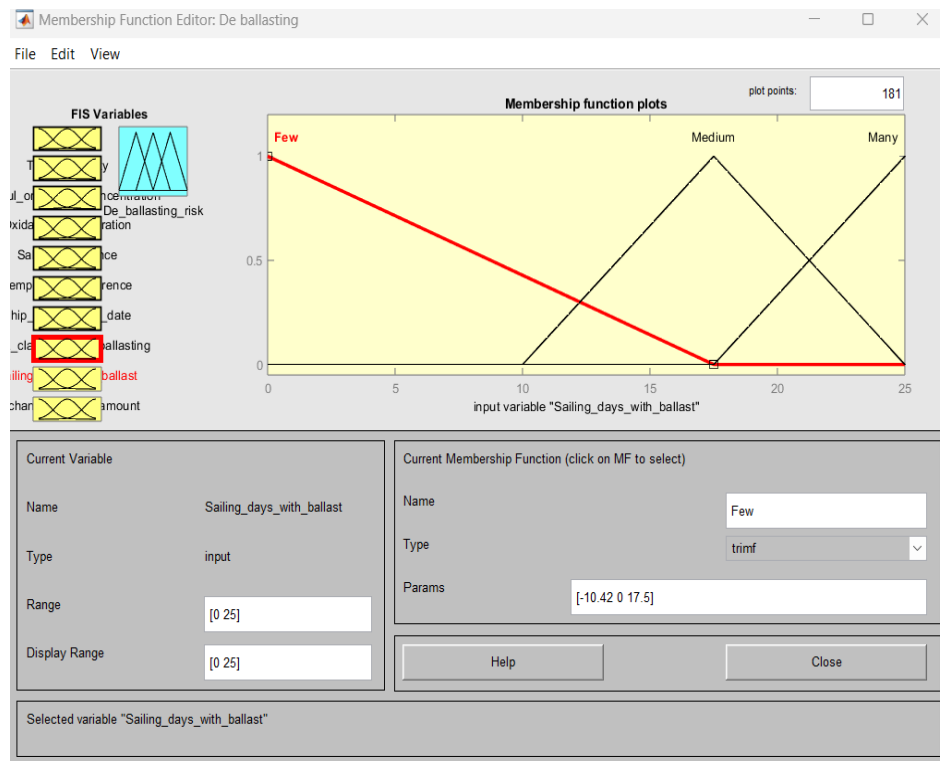 Membership Function Editor: De ballasting
File Edit View
FIS Variables
De_ballasting_risk
ration
Sa
rence
_date
_cla
ballast
amount
plot points: 181
Membership function plots
Few Medium Many
1
0.5
0
0 5 10 15 20 25
input variable "Sailing_days_with_ballast"
Current Variable
Name Sailing_days_with_ballast
Type input
Range [0 25]
Display Range [0 25]
Current Membership Function (click on MF to select)
Name Few
Type trimf
Params [-10.42 0 17.5]
Help Close
Selected variable "Sailing_days_with_ballast"